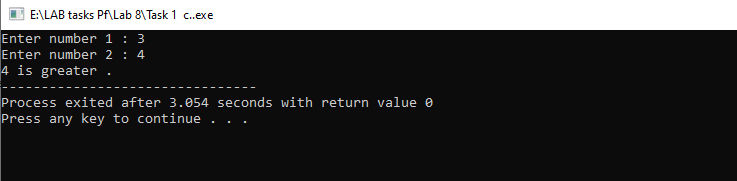 E:\LAB tasks Pf\Lab 8\Task 1  c..exe
Enter number 1 : 3
Enter number 2 : 4
4 is greater .
--------------------------------
Process exited after 3.054 seconds with return value 0
Press any key to continue . . .